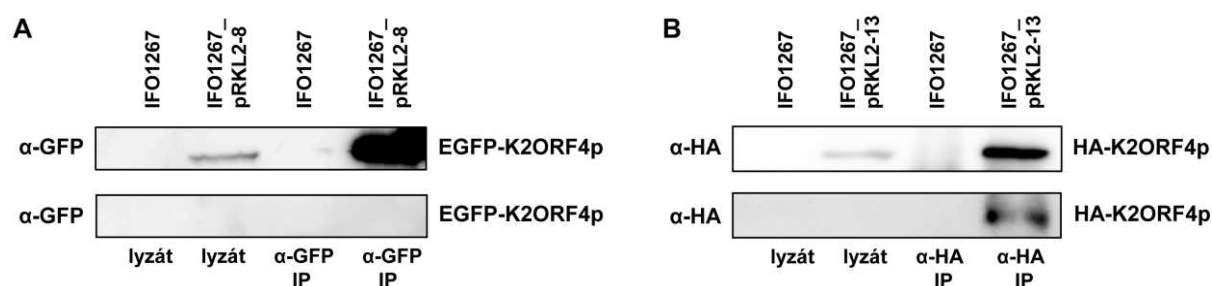 A
IFO1267
IFO1267_
pRKL2-8
IFO1267
IFO1267_
pRKL2-8
α-GFP
EGFP-K2ORF4p
α-GFP
EGFP-K2ORF4p
lyzát
lyzát
α-GFP
IP
α-GFP
IP
B
IFO1267
IFO1267_
pRKL2-13
IFO1267
IFO1267_
pRKL2-13
α-HA
HA-K2ORF4p
α-HA
HA-K2ORF4p
lyzát
lyzát
α-HA
IP
α-HA
IP